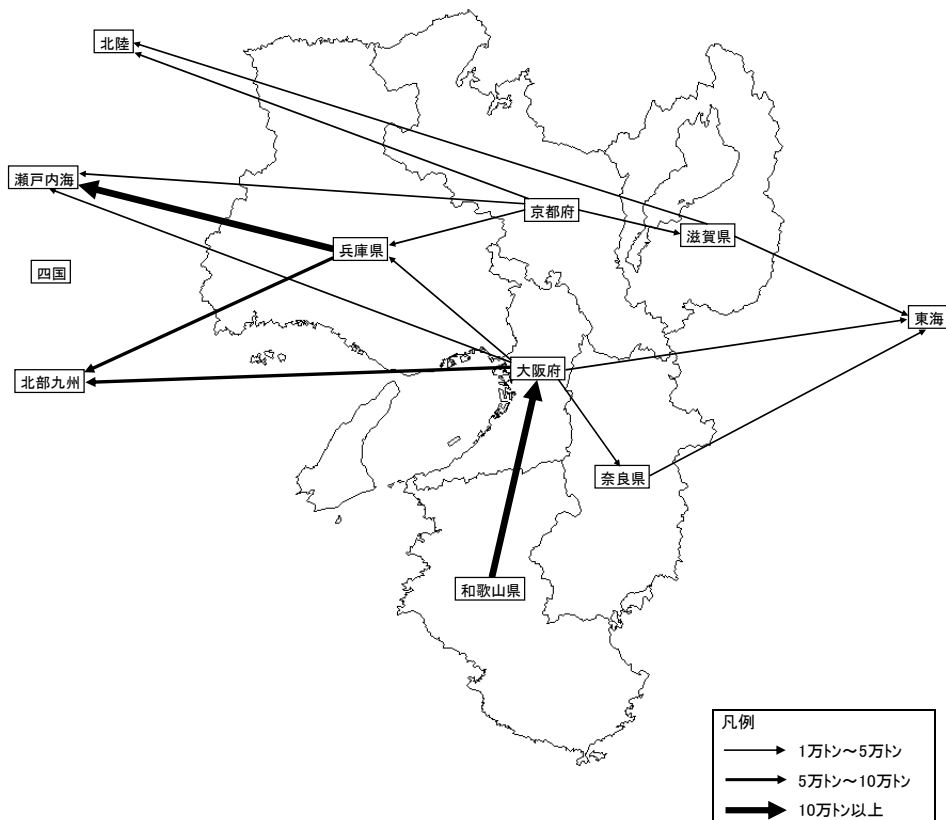 北陸
瀬戸内海
京都府
滋賀県
兵庫県
四国
東海
北部九州
大阪府
奈良県
和歌山県
凡例
1万トン～5万トン
5万トン～10万トン
10万トン以上